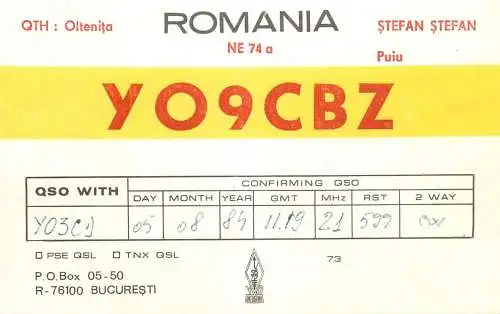 QTH : Oltenița
ROMANIA
ȘTEFAN ȘTEFAN
NE 74 a
Puiu
YO9CBZ
QSO WITH
CONFIRMING QSO
DAY MONTH YEAR GMT MHz RST 2 WAY
05 08 84 11.19 21 599 cw
□ PSE QSL □ TNX QSL
73
P.O.Box 05-50
R-76100 BUCUREȘTI